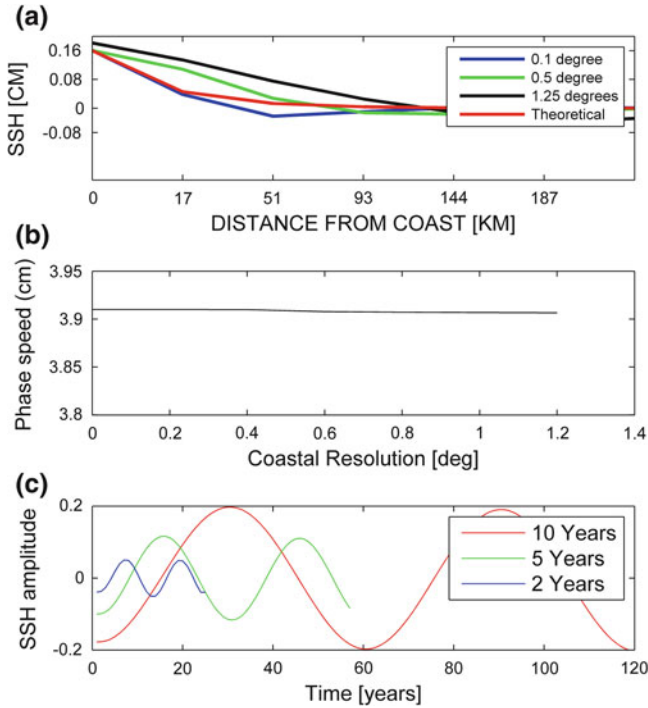 (a)
0.16
0.08
0
-0.08
SSH [CM]
0.1 degree
0.5 degree
1.25 degrees
Theoretical
0 17 51 93 144 187
DISTANCE FROM COAST [KM]
(b)
3.95
3.9
3.85
3.8
Phase speed (cm)
0 0.2 0.4 0.6 0.8 1 1.2 1.4
Coastal Resolution [deg]
(c)
0.2
0
-0.2
SSH amplitude
10 Years
5 Years
2 Years
0 20 40 60 80 100 120
Time [years]